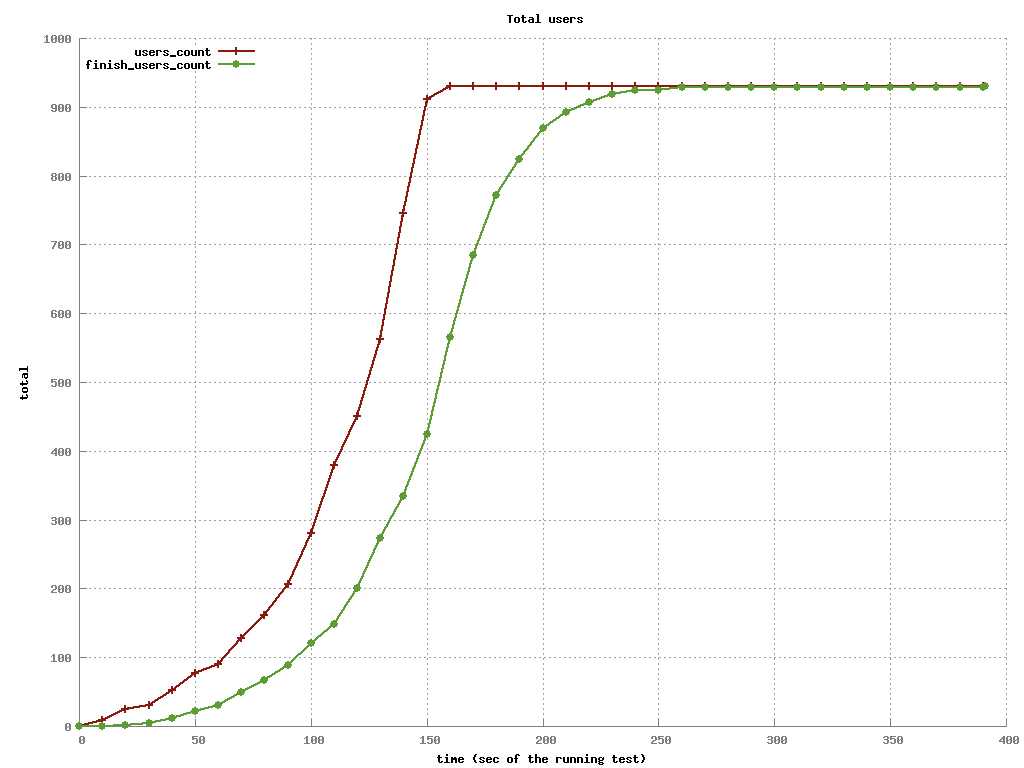 Total users
users_count
finish_users_count
1000
900
800
700
600
500
400
300
200
100
0
total
0 50 100 150 200 250 300 350 400
time (sec of the running test)